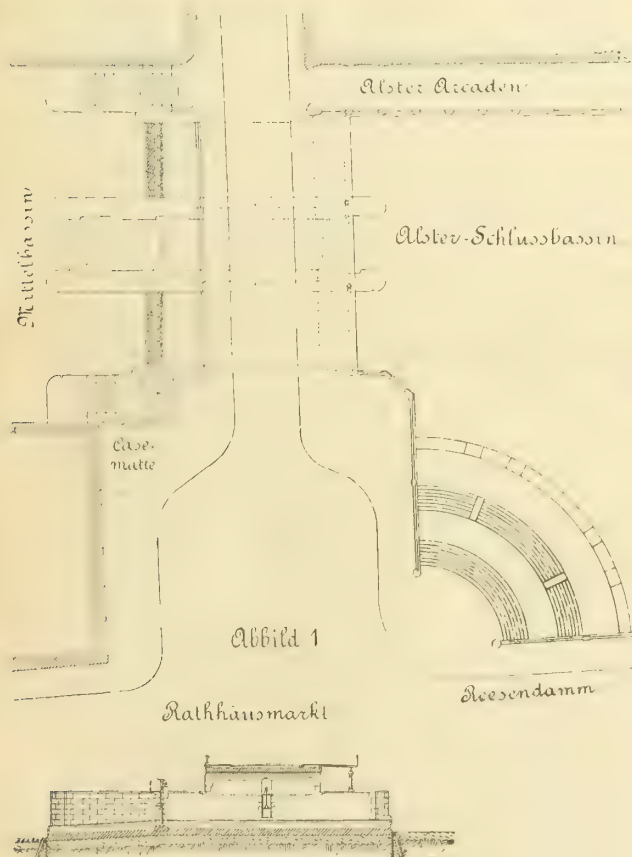 Alster Arcaden
Mittelbassin
Alster-Schlussbassin
Case-
matte
Abbild 1
Reesendamm
Rathhausmarkt